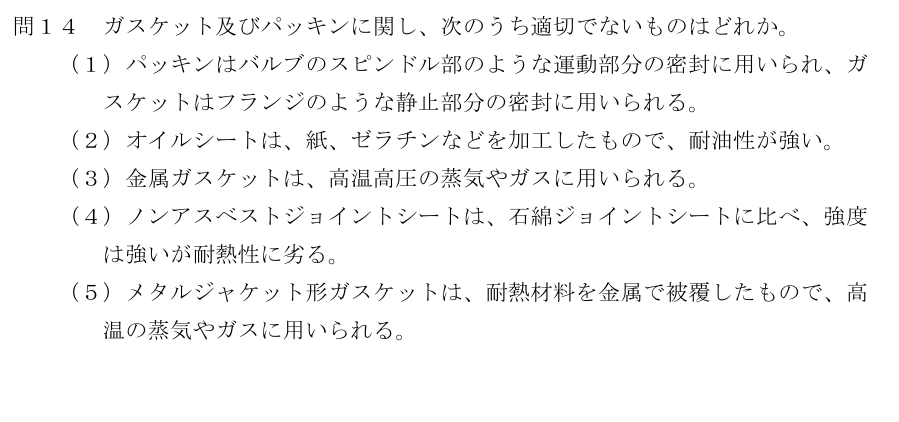 問１４　ガスケット及びパッキンに関し、次のうち適切でないものはどれか。
（１）パッキンはバルブのスピンドル部のような運動部分の密封に用いられ、ガ
スケットはフランジのような静止部分の密封に用いられる。
（２）オイルシートは、紙、ゼラチンなどを加工したもので、耐油性が強い。
（３）金属ガスケットは、高温高圧の蒸気やガスに用いられる。
（４）ノンアスベストジョイントシートは、石綿ジョイントシートに比べ、強度
は強いが耐熱性に劣る。
（５）メタルジャケット形ガスケットは、耐熱材料を金属で被覆したもので、高
温の蒸気やガスに用いられる。